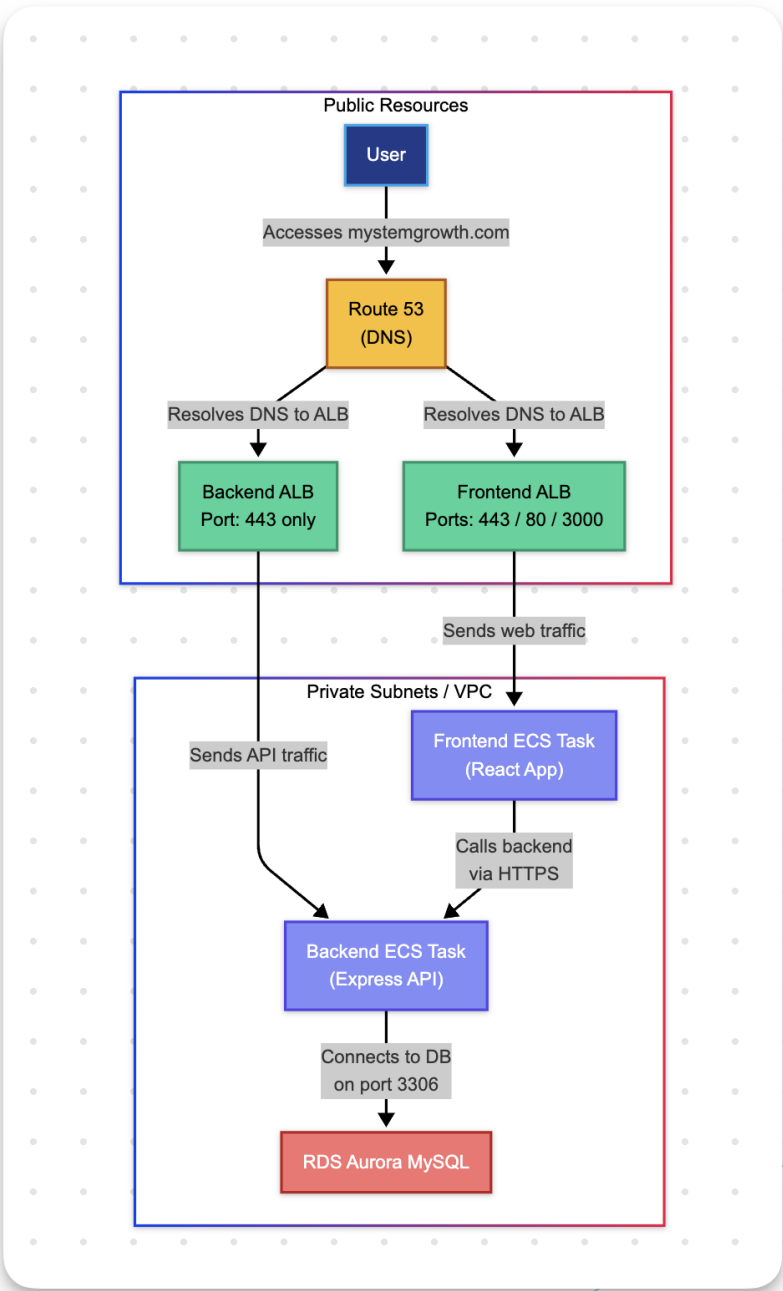 Public Resources
User
Accesses mystemgrowth.com
Route 53
(DNS)
Resolves DNS to ALB
Resolves DNS to ALB
Backend ALB
Port: 443 only
Frontend ALB
Ports: 443 / 80 / 3000
Sends web traffic
Private Subnets / VPC
Frontend ECS Task
(React App)
Sends API traffic
Calls backend
via HTTPS
Backend ECS Task
(Express API)
Connects to DB
on port 3306
RDS Aurora MySQL